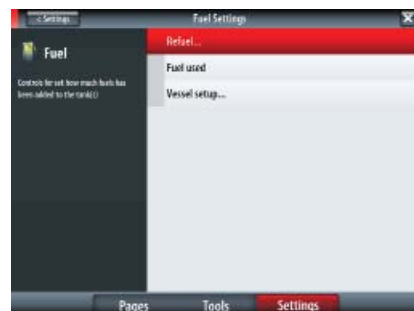 < Settings
Fuel Settings
X
Fuel
Controls for set how much fuels has
been added to the tank(s)
Refuel...
Fuel used
Vessel setup...
Pages
Tools
Settings